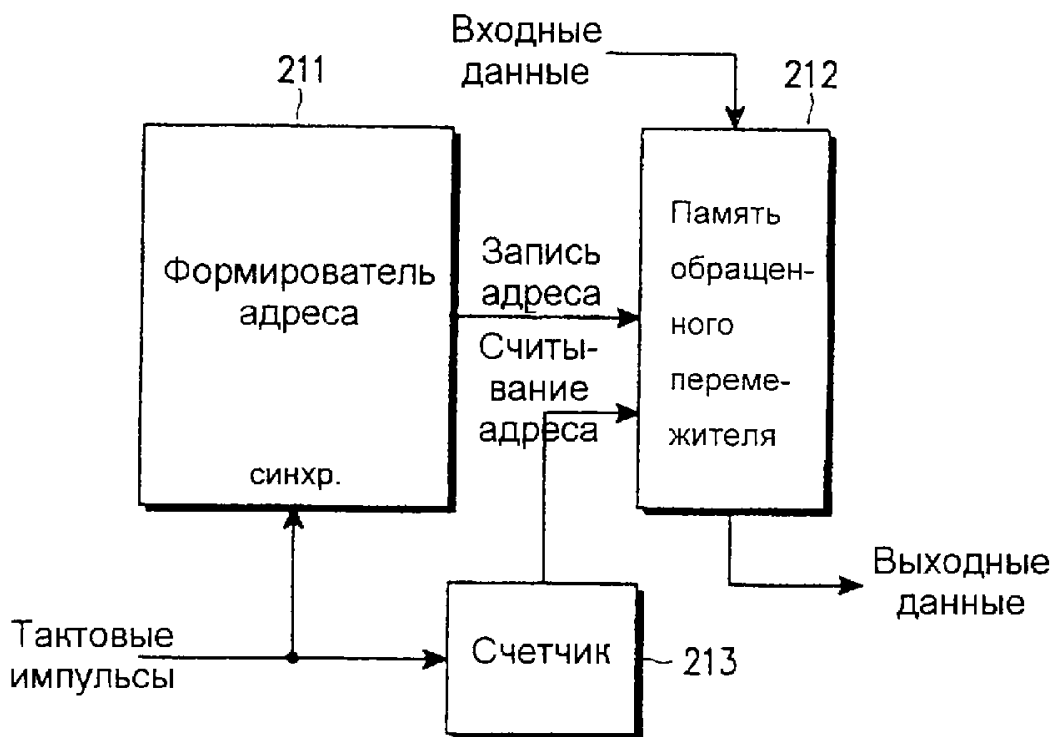 Входные
данные
211
212
Формирователь
адреса
синхр.
Запись
адреса
Считы-
вание
адреса
Память
обращен-
ного
переме-
жителя
Выходные
данные
Тактовые
импульсы
Счетчик
213